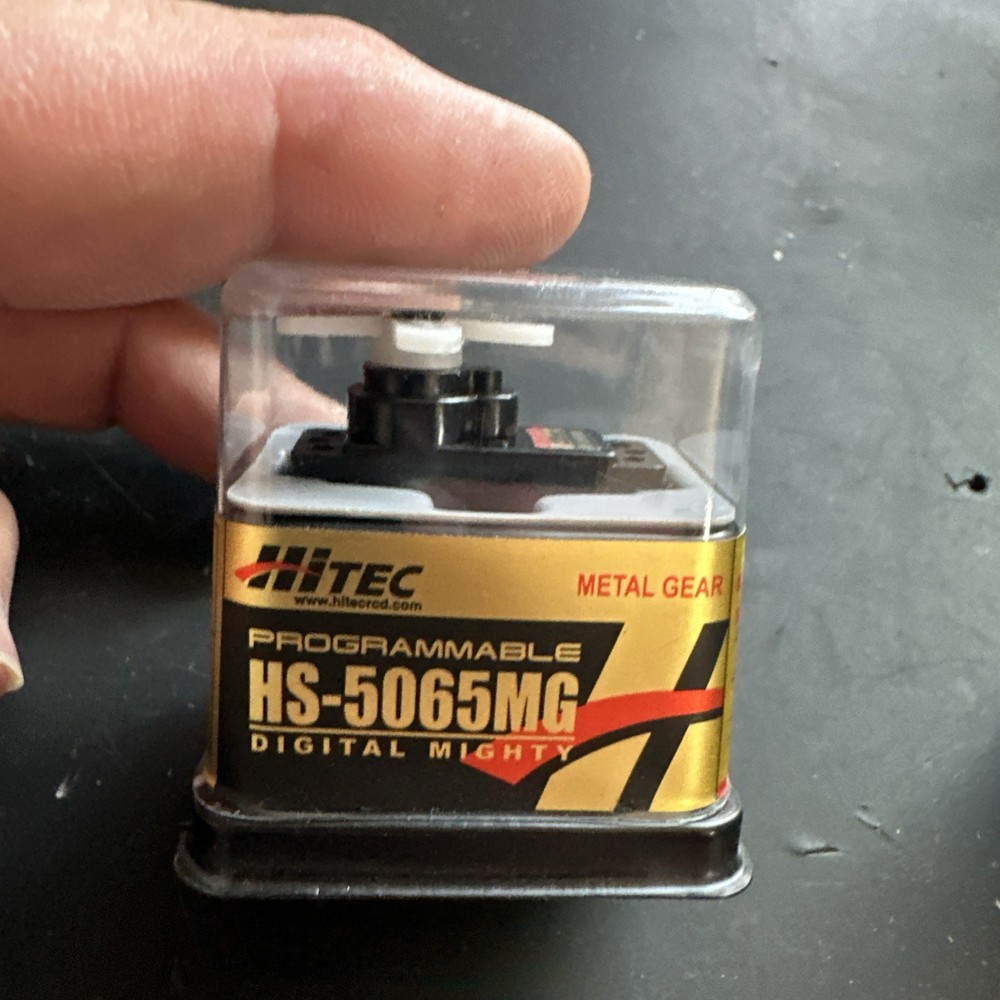 HiTEC
METAL GEAR
www.hitecrcd.com
PROGRAMMABLE
HS-5065MG
DIGITAL MIGHTY